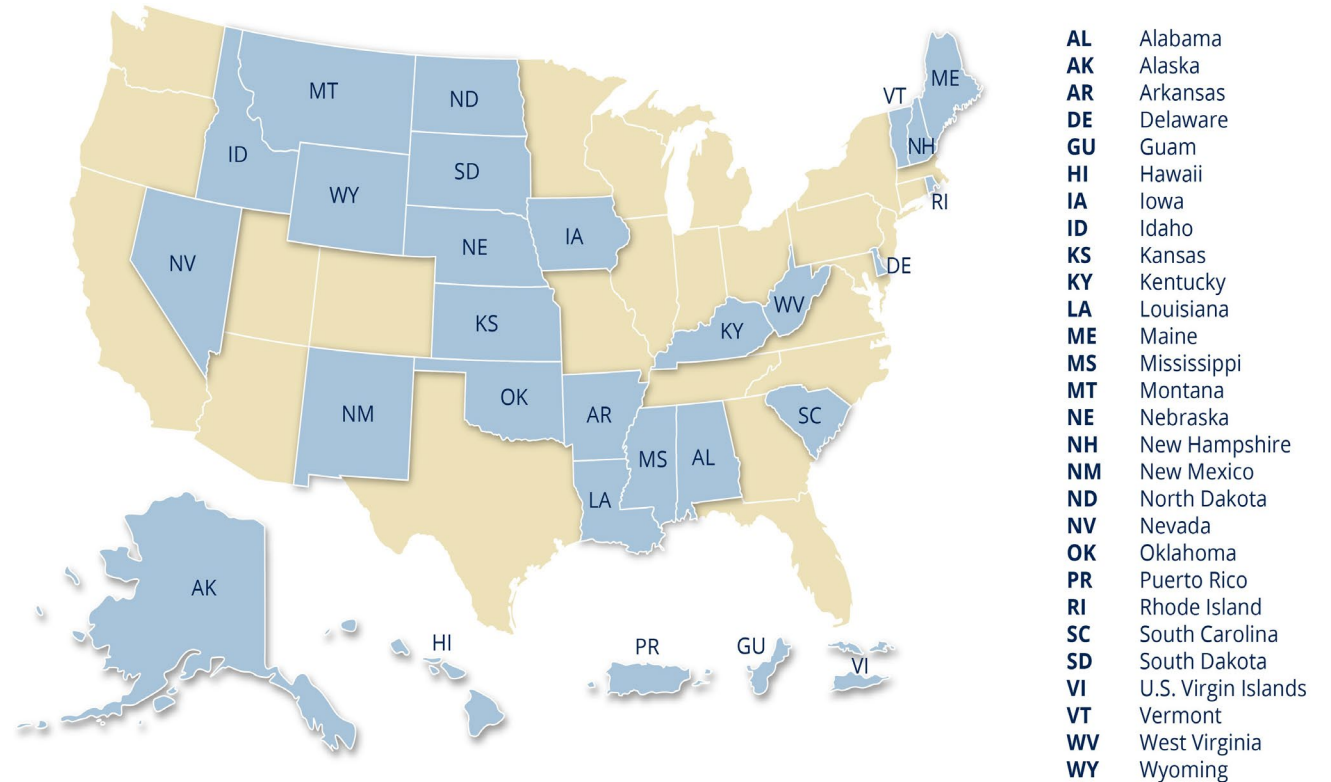 MT
ND
ME
VT
NH
ID
SD
WY
RI
NE
IA
NV
DE
WV
KS
KY
OK
NM
AR
SC
MS
AL
LA
AK
HI
PR
GU
VI
AL Alabama
AK Alaska
AR Arkansas
DE Delaware
GU Guam
HI Hawaii
IA Iowa
ID Idaho
KS Kansas
KY Kentucky
LA Louisiana
ME Maine
MS Mississippi
MT Montana
NE Nebraska
NH New Hampshire
NM New Mexico
ND North Dakota
NV Nevada
OK Oklahoma
PR Puerto Rico
RI Rhode Island
SC South Carolina
SD South Dakota
VI U.S. Virgin Islands
VT Vermont
WV West Virginia
WY Wyoming